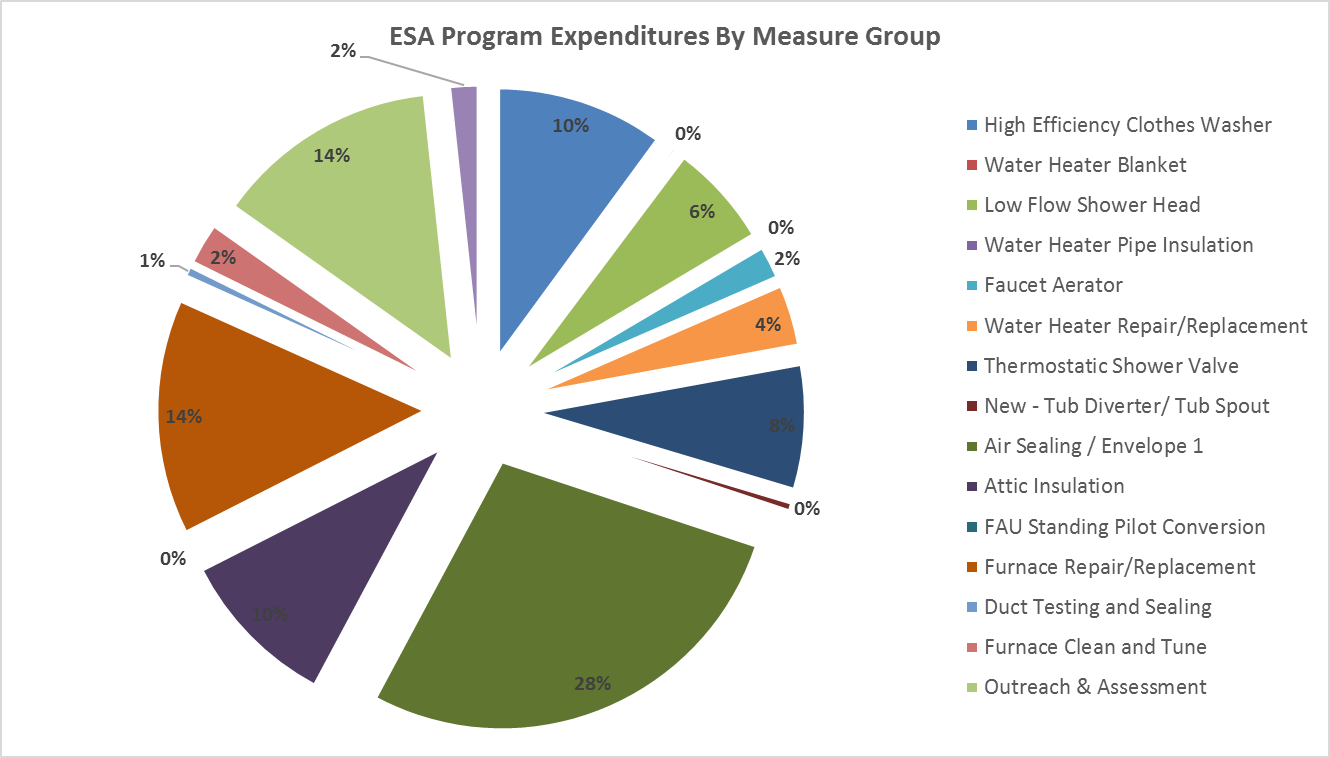 ESA Program Expenditures By Measure Group
2%
10%
0%
14%
6%
0%
2%
2%
1%
4%
14%
8%
0%
0%
10%
28%
High Efficiency Clothes Washer
Water Heater Blanket
Low Flow Shower Head
Water Heater Pipe Insulation
Faucet Aerator
Water Heater Repair/Replacement
Thermostatic Shower Valve
New - Tub Diverter/ Tub Spout
Air Sealing / Envelope 1
Attic Insulation
FAU Standing Pilot Conversion
Furnace Repair/Replacement
Duct Testing and Sealing
Furnace Clean and Tune
Outreach & Assessment